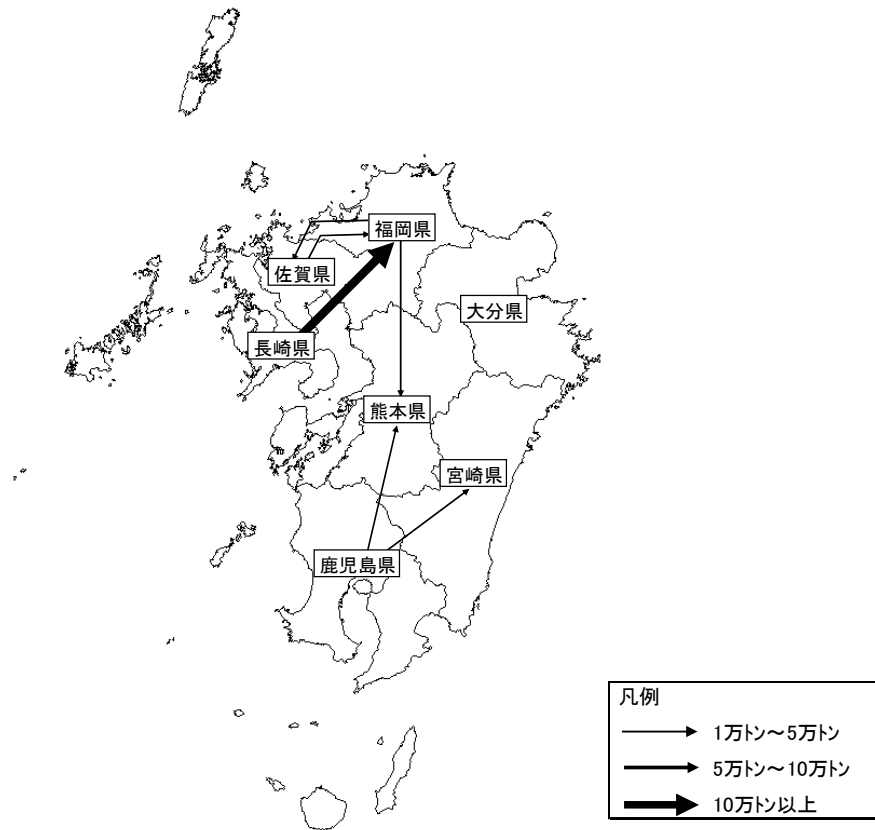 福岡県
佐賀県
大分県
長崎県
熊本県
宮崎県
鹿児島県
凡例
1万トン～5万トン
5万トン～10万トン
10万トン以上